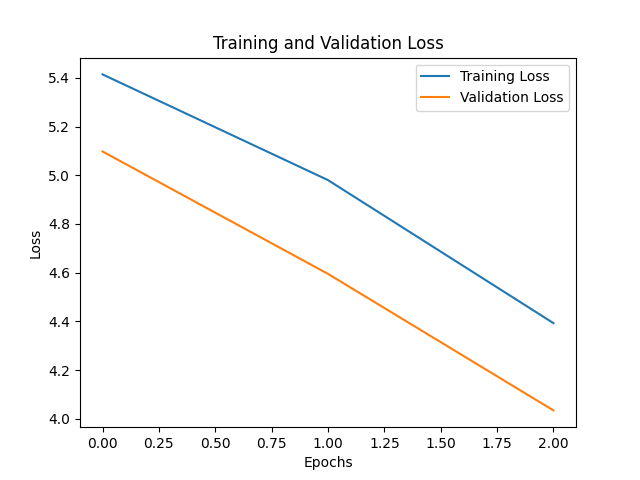 Training and Validation Loss
Training Loss
Validation Loss
5.4
5.2
5.0
4.8
4.6
4.4
4.2
4.0
Loss
0.00 0.25 0.50 0.75 1.00 1.25 1.50 1.75 2.00
Epochs